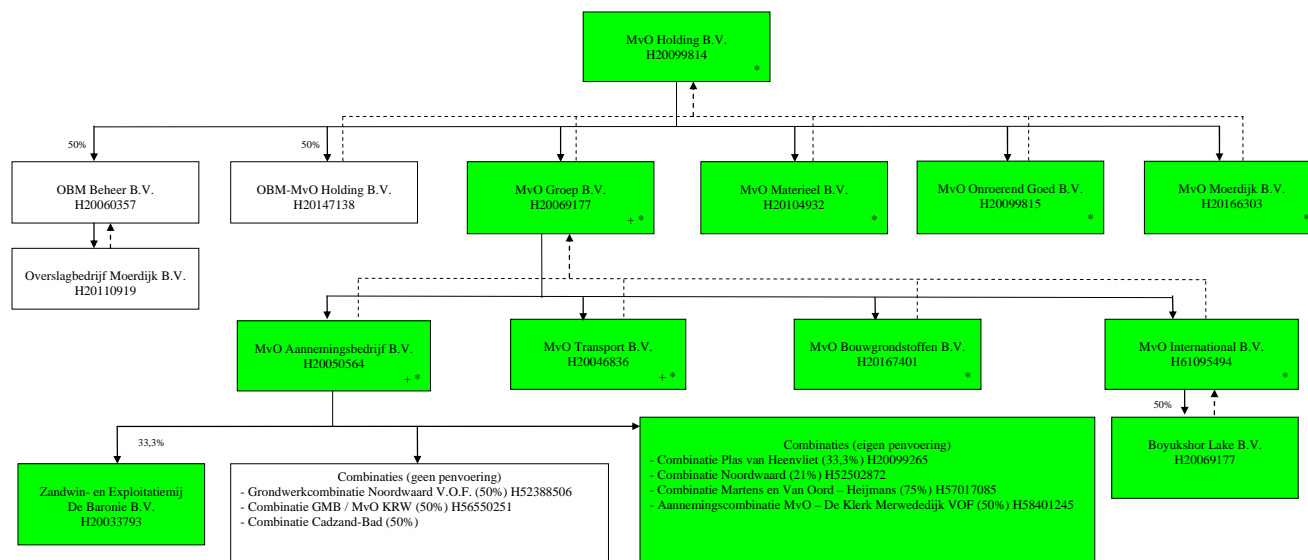 MvO Holding B.V.
H20099814
*
50%
50%
OBM Beheer B.V.
H20060357
OBM-MvO Holding B.V.
H20147138
MvO Groep B.V.
H20069177
+ *
MvO Materieel B.V.
H20104932
*
MvO Onroerend Goed B.V.
H20099815
*
MvO Moerdijk B.V.
H20166303
*
Overslagbedrijf Moerdijk B.V.
H20110919
MvO Aannemingsbedrijf B.V.
H20050564
+ *
MvO Transport B.V.
H20046836
+ *
MvO Bouwgrondstoffen B.V.
H20167401
*
MvO International B.V.
H61095494
*
33,3%
50%
Zandwin- en Exploitatiemij
De Baronie B.V.
H20033793
Combinaties (geen penvoering)
- Grondwerkcombinatie Noordwaard V.O.F. (50%) H52388506
- Combinatie GMB / MvO KRW (50%) H56550251
- Combinatie Cadzand-Bad (50%)
Combinaties (eigen penvoering)
- Combinatie Plas van Heenvliet (33,3%) H20099265
- Combinatie Noordwaard (21%) H52502872
- Combinatie Martens en Van Oord – Heijmans (75%) H57017085
- Aannemingscombinatie MvO – De Klerk Merwededijk VOF (50%) H58401245
Boyukshor Lake B.V.
H20069177